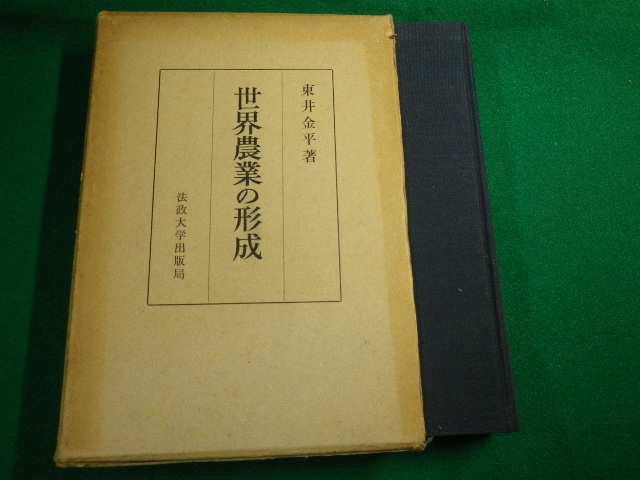 東井金平著
世界農業の形成
法政大学出版局